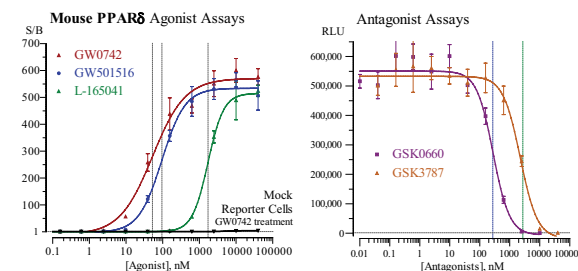 Mouse PPARδ Agonist Assays
S/B
700
600
500
400
300
200
100
1
GW0742
GW501516
L-165041
Mock
Reporter Cells
GW0742 treatment
0.1 1 10 100 1000 10000 100000
[Agonist], nM
Antagonist Assays
RLU
600,000
500,000
400,000
300,000
200,000
100,000
0
GSK0660
GSK3787
0.01 0.1 1 10 100 1000 10000
[Antagonists], nM